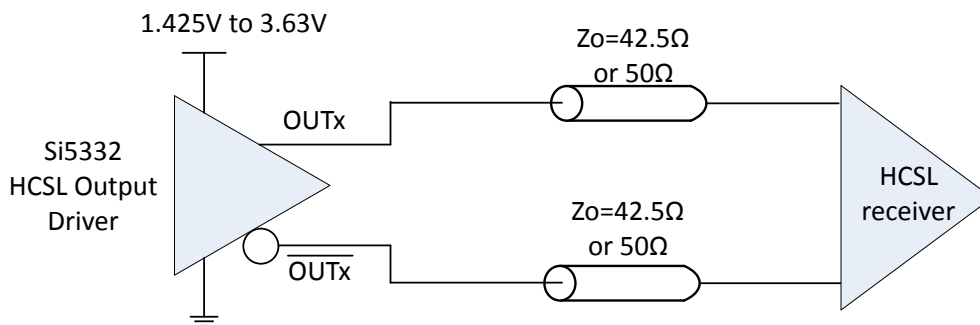 1.425V to 3.63V
Zo=42.5Ω
or 50Ω
OUTx
Si5332
HCSL Output
Driver
HCSL
receiver
Zo=42.5Ω
or 50Ω
OUTx